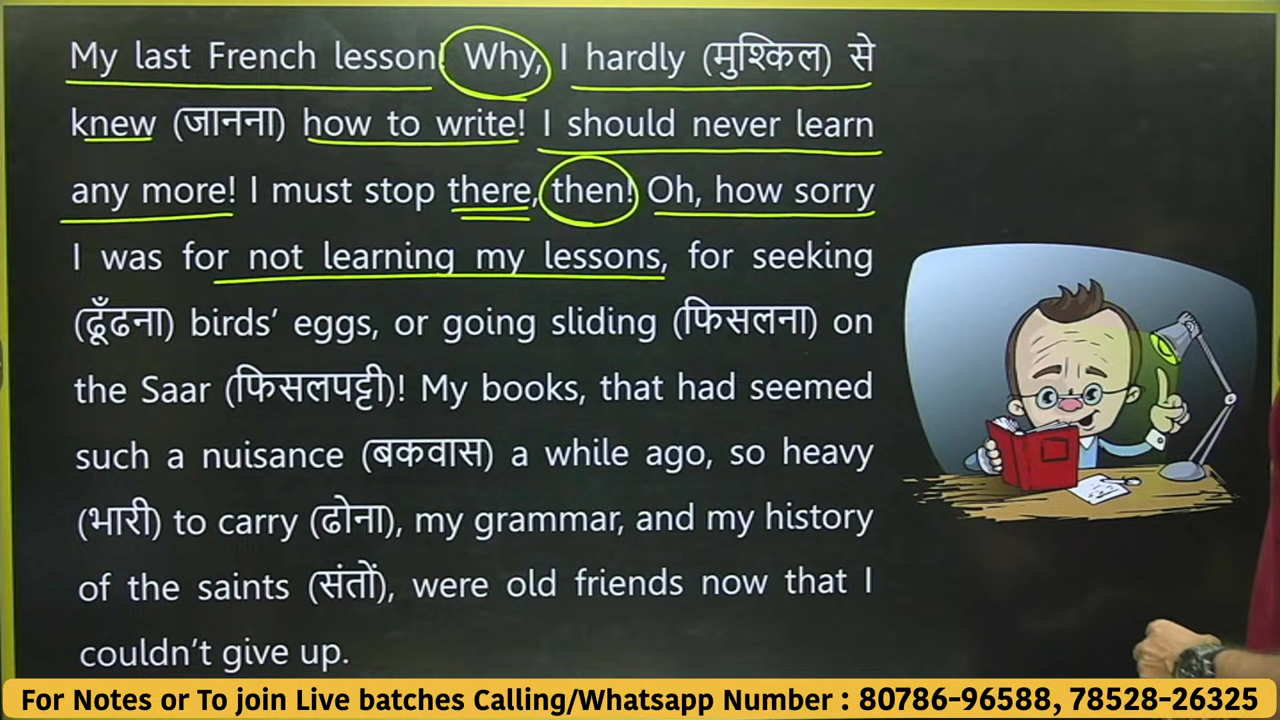 My last French lesson! Why, I hardly (मुश्किल) से
knew (जानना) how to write! I should never learn
any more! I must stop there, then! Oh, how sorry
I was for not learning my lessons, for seeking
(ढूँढना) birds’ eggs, or going sliding (फिसलना) on
the Saar (फिसलपट्टी)! My books, that had seemed
such a nuisance (बकवास) a while ago, so heavy
(भारी) to carry (ढोना), my grammar, and my history
of the saints (संतों), were old friends now that I
couldn’t give up.
For Notes or To join Live batches Calling/Whatsapp Number : 80786-96588, 78528-26325